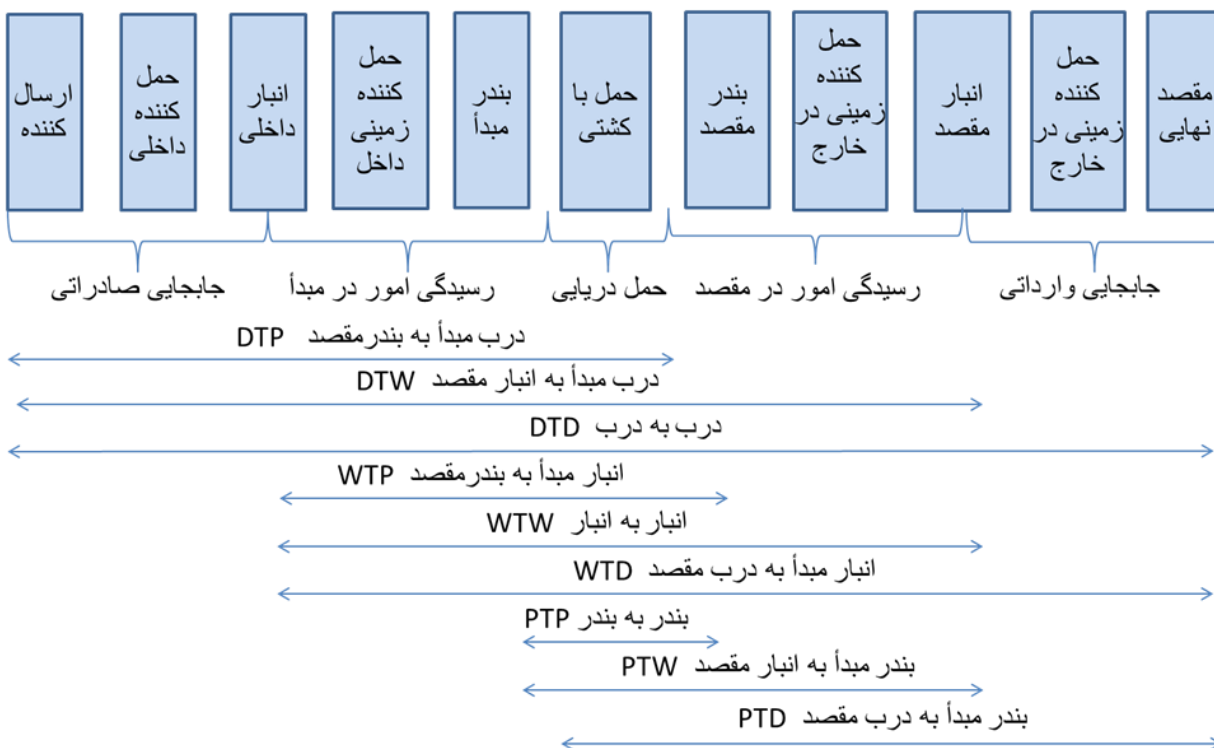 ارسال
کننده
حمل
کننده
داخلی
انبار
داخلی
حمل
کننده
زمینی
داخل
بندر
مبدأ
حمل با
کشتی
بندر
مقصد
حمل
کننده
زمینی در
خارج
انبار
مقصد
حمل
کننده
زمینی در
خارج
مقصد
نهایی
جابجایی صادراتی
رسیدگی امور در مبدأ
حمل دریایی
رسیدگی امور در مقصد
جابجایی وارداتی
درب مبدأ به بندرمقصد DTP
درب مبدأ به انبار مقصد DTW
درب به درب DTD
انبار مبدأ به بندرمقصد WTP
انبار به انبار WTW
انبار مبدأ به درب مقصد WTD
بندر به بندر PTP
بندر مبدأ به انبار مقصد PTW
بندر مبدأ به درب مقصد PTD